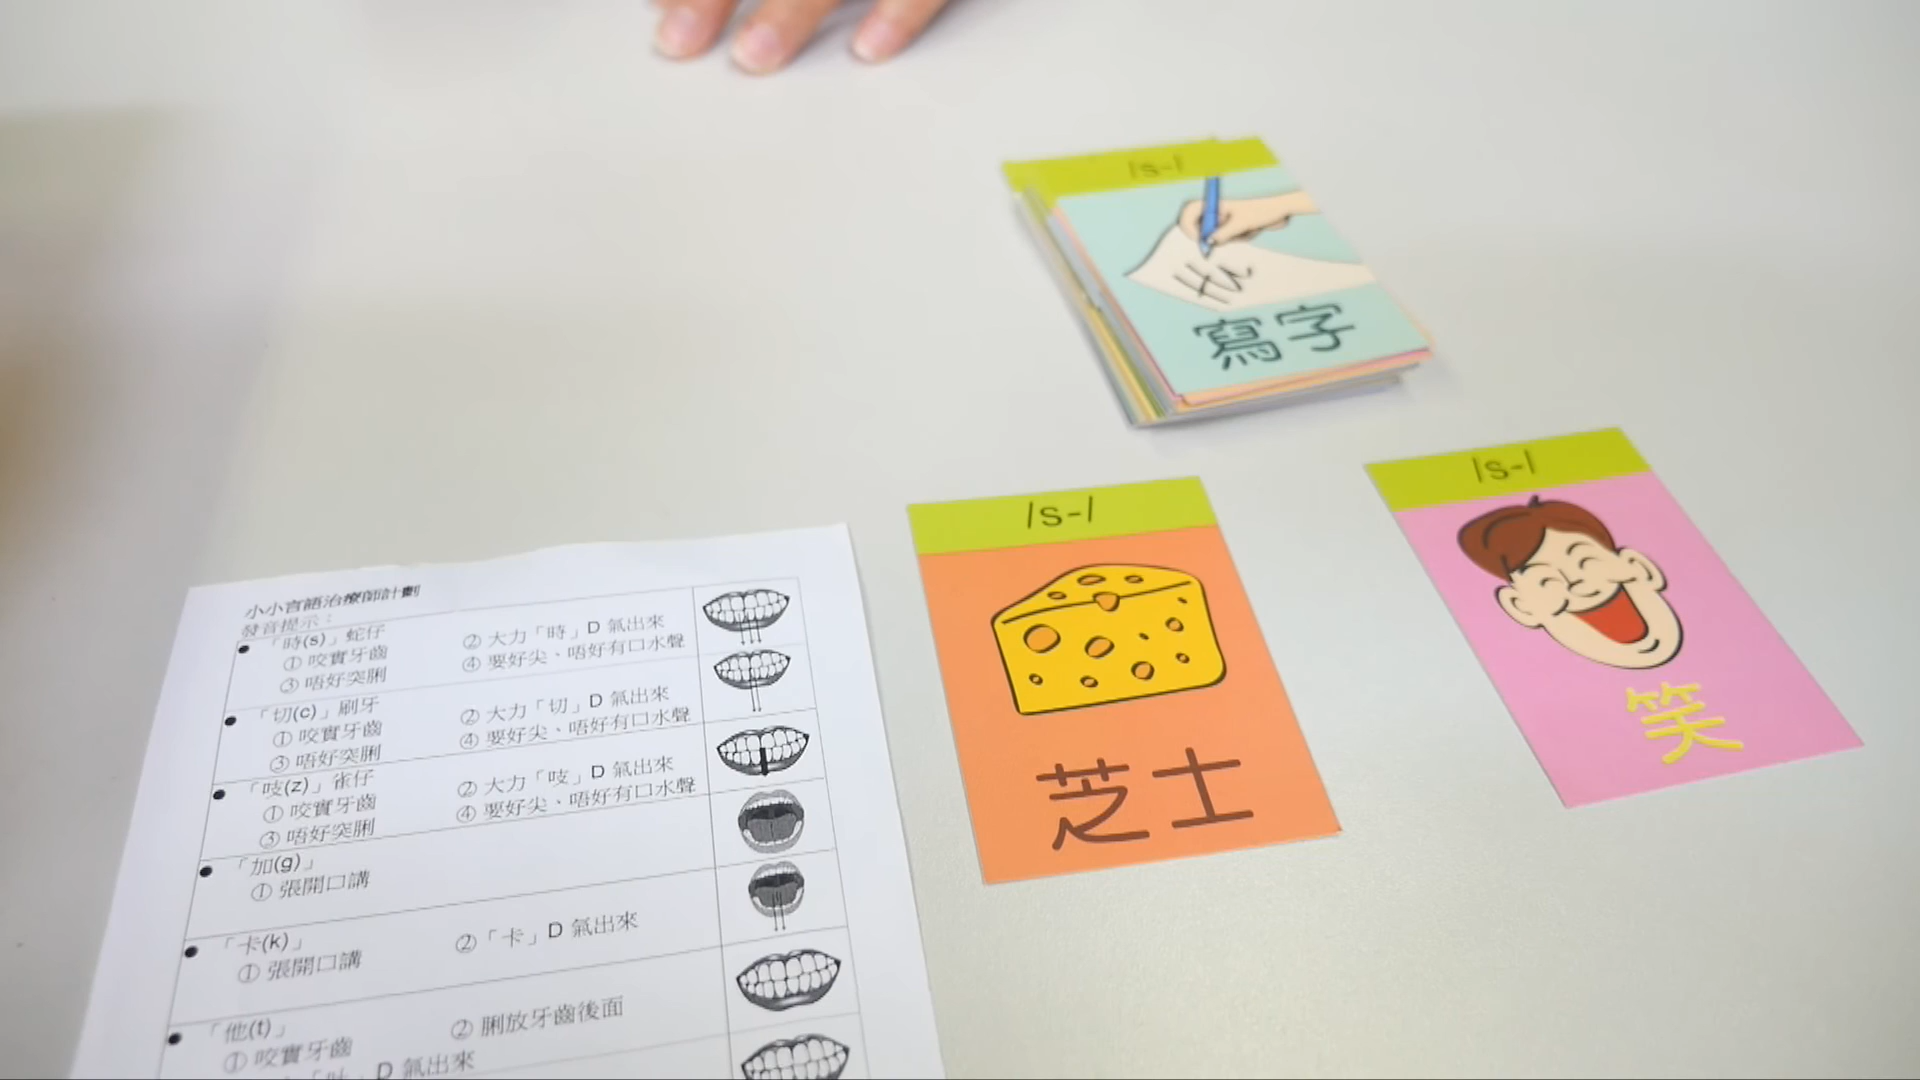 /s-/
寫字
/s-/
芝士
/s-/
笑
小小言語治療師計劃
發音提示：
「時(s)」蛇仔
① 咬實牙齒 ② 大力「時」D 氣出來
③ 唔好突脷 ④ 要好尖、唔好有口水聲
「切(c)」刷牙
① 咬實牙齒 ② 大力「切」D 氣出來
③ 唔好突脷 ④ 要好尖、唔好有口水聲
「吱(z)」雀仔
① 咬實牙齒 ② 大力「吱」D 氣出來
③ 唔好突脷 ④ 要好尖、唔好有口水聲
「加(g)」
① 張開口講
「卡(k)」
① 張開口講 ②「卡」D 氣出來
「他(t)」
① 咬實牙齒 ② 脷放牙齒後面
D 氣出來